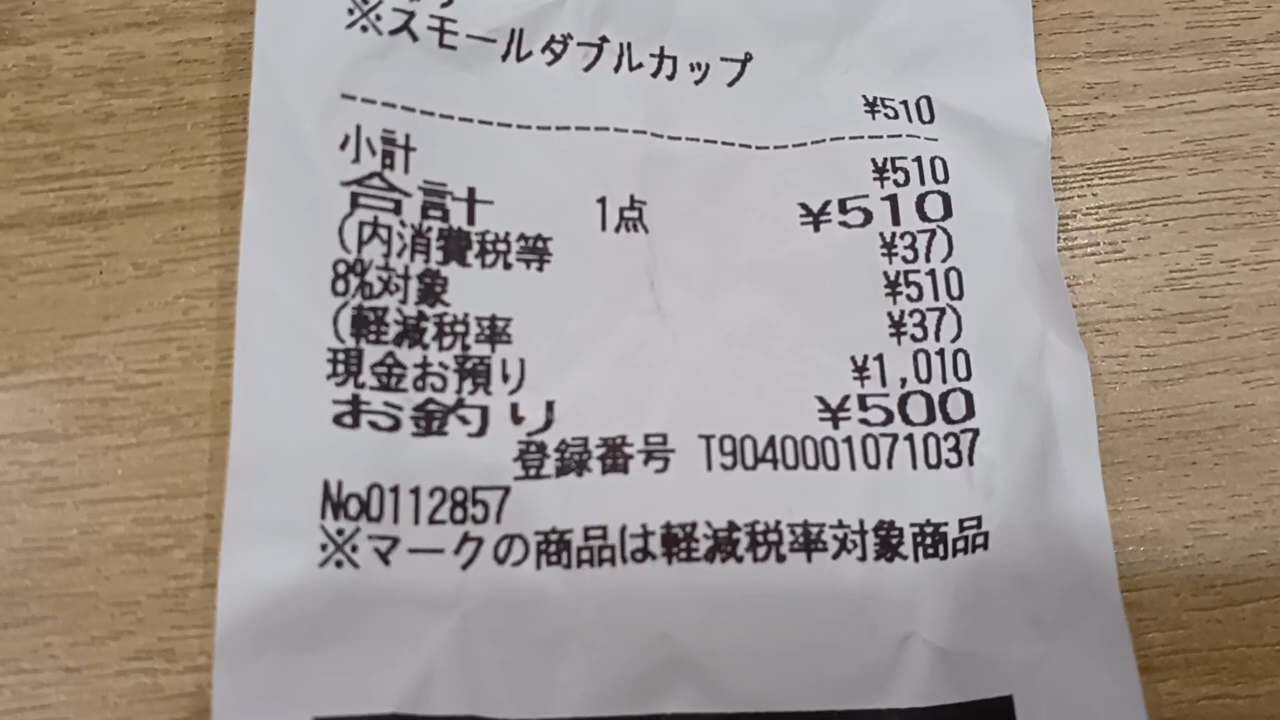 ※スモールダブルカップ
¥510
小計 ¥510
合計 1点 ¥510
(内消費税等 ¥37)
8%対象 ¥510
(軽減税率 ¥37)
現金お預り ¥1,010
お釣り ¥500
登録番号 T9040001071037
No0112857
※マークの商品は軽減税率対象商品